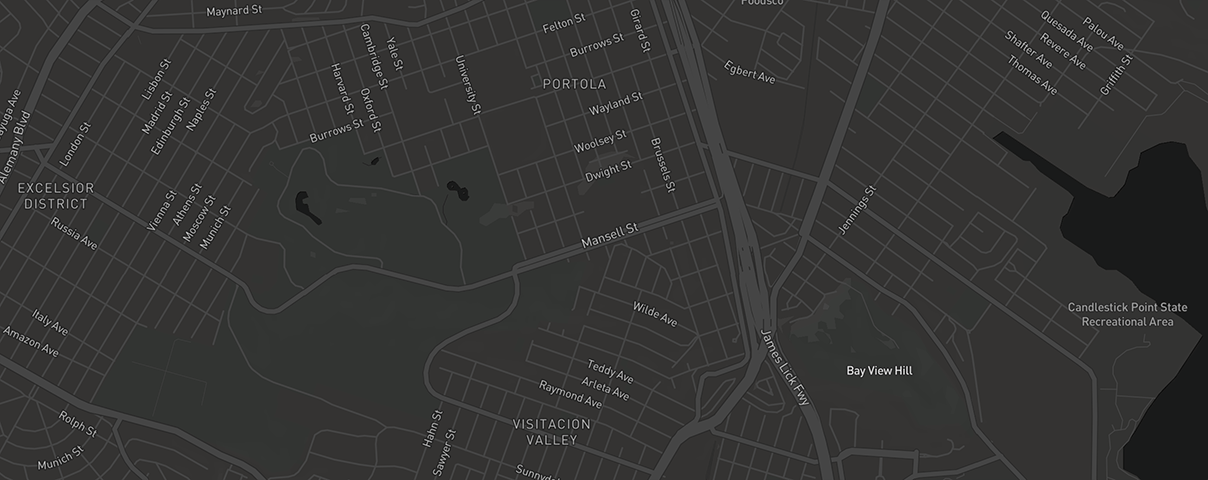 Foodsco
Maynard St
Felton St
Girard St
Palou Ave
Quesada Ave
Revere Ave
Shafter Ave
Thomas Ave
Griffith St
Yale St
Cambridge St
Burrows St
University St
Egbert Ave
PORTOLA
Lisbon St
Madrid St
Edinburgh St
Naples St
Harvard St
Oxford St
Wayland St
Alemany Blvd
London St
Burrows St
Woolsey St
Brussels St
Dwight St
EXCELSIOR
DISTRICT
Vienna St
Athens St
Moscow St
Munich St
Jennings St
Russia Ave
Mansell St
Candlestick Point State
Recreational Area
Wilde Ave
Italy Ave
Amazon Ave
James Lick Fwy
Bay View Hill
Teddy Ave
Arleta Ave
Raymond Ave
Rolph St
Hahn St
Sawyer St
VISITACION
VALLEY
Munich St